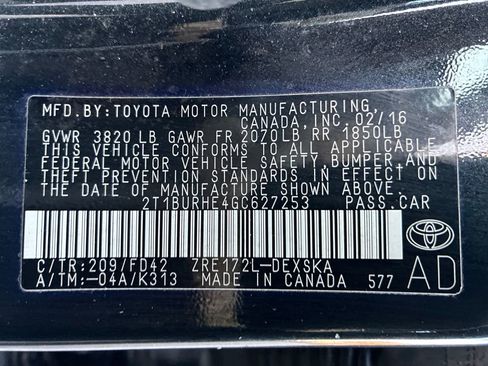 MFD. BY: TOYOTA MOTOR MANUFACTURING
CANADA, INC. 02/16
GVWR 3820 LB GAWR FR 2070LB RR 1850LB
THIS VEHICLE CONFORMS TO ALL APPLICABLE
FEDERAL MOTOR VEHICLE SAFETY, BUMPER AND
THEFT PREVENTION STANDARDS IN EFFECT ON
THE DATE OF MANUFACTURE SHOWN ABOVE.
2T1BURHE4GC627253 PASS. CAR
C/TR: 209/FD42 ZRE172L-DEXSKA
A/TM: -04A/K313 MADE IN CANADA 577
AD